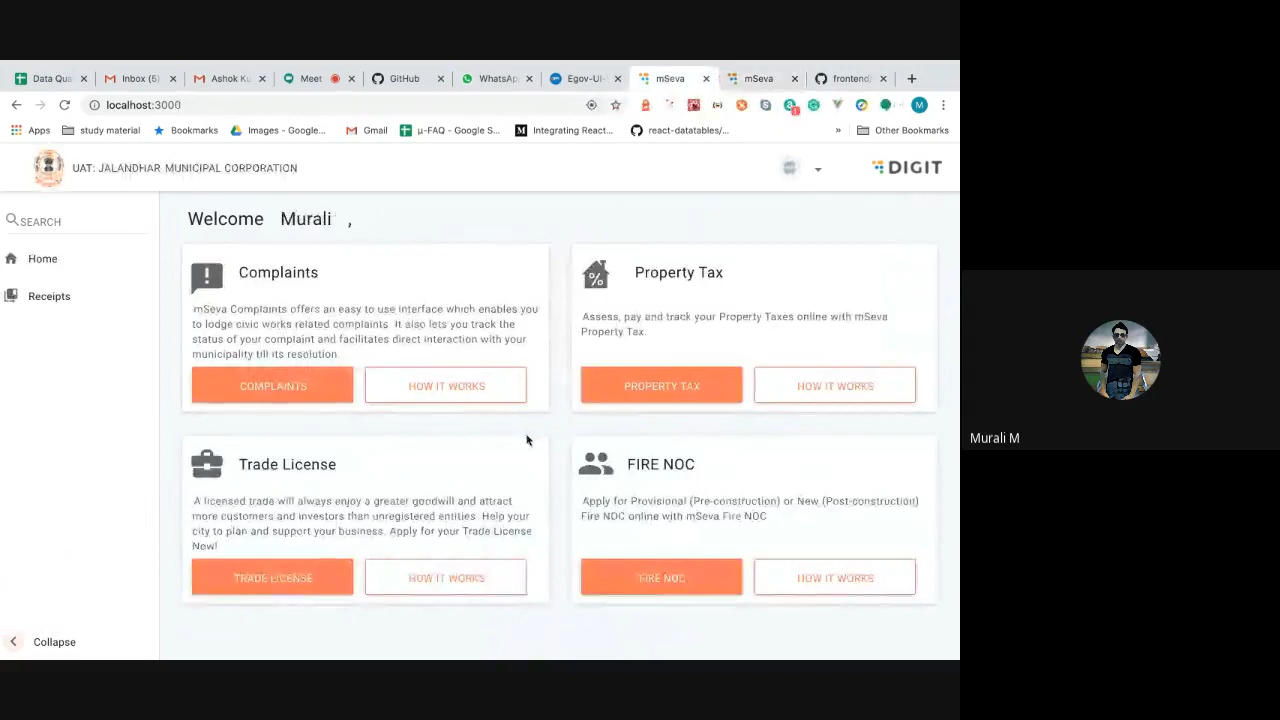 Data Qua
Inbox (5)
Ashok Ku
Meet
GitHub
WhatsApp
Egov-UI-
mSeva
mSeva
frontend
localhost:3000
Apps
study material
Bookmarks
Images - Google...
Gmail
μ-FAQ - Google S...
Integrating React...
react-datatables/...
»
Other Bookmarks
UAT: JALANDHAR MUNICIPAL CORPORATION
DIGIT
SEARCH
Home
Receipts
Collapse
Welcome Murali ,
Complaints
mSeva Complaints offers an easy to use interface which enables you
to lodge civic works related complaints. It also lets you track the
status of your complaint and facilitates direct interaction with your
municipality till its resolution.
COMPLAINTS
HOW IT WORKS
Property Tax
Assess, pay and track your Property Taxes online with mSeva
Property Tax.
PROPERTY TAX
HOW IT WORKS
Trade License
A licensed trade will always enjoy a greater goodwill and attract
more customers and investors than unregistered entities. Help your
city to plan and support your business. Apply for your Trade License
Now!
TRADE LICENSE
HOW IT WORKS
FIRE NOC
Apply for Provisional (Pre-construction) or New (Post-construction)
Fire NOC online with mSeva Fire NOC
FIRE NOC
HOW IT WORKS
Murali M